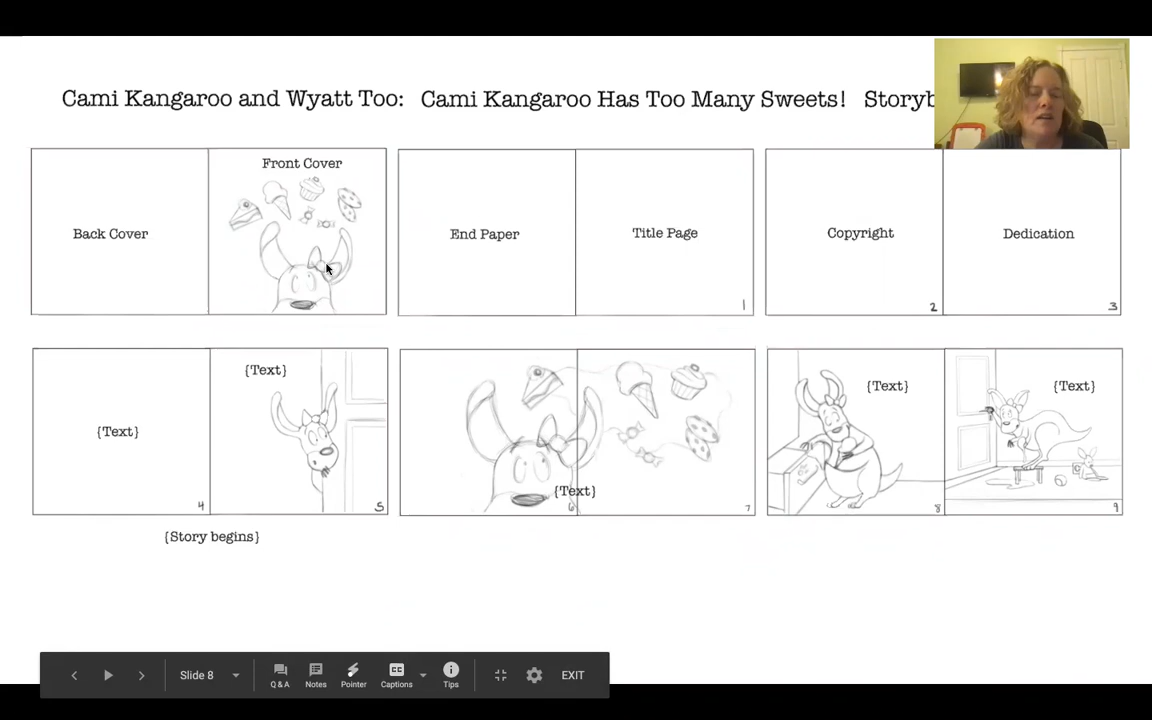 Cami Kangaroo and Wyatt Too: Cami Kangaroo Has Too Many Sweets!
Front Cover
Back Cover
End Paper
Title Page
1
Copyright
2
Dedication
3
{Text}
4
{Text}
5
{Story begins}
{Text}
6
7
{Text}
8
{Text}
9
Slide 8
Q & A
Notes
Pointer
CC
Captions
Tips
EXIT